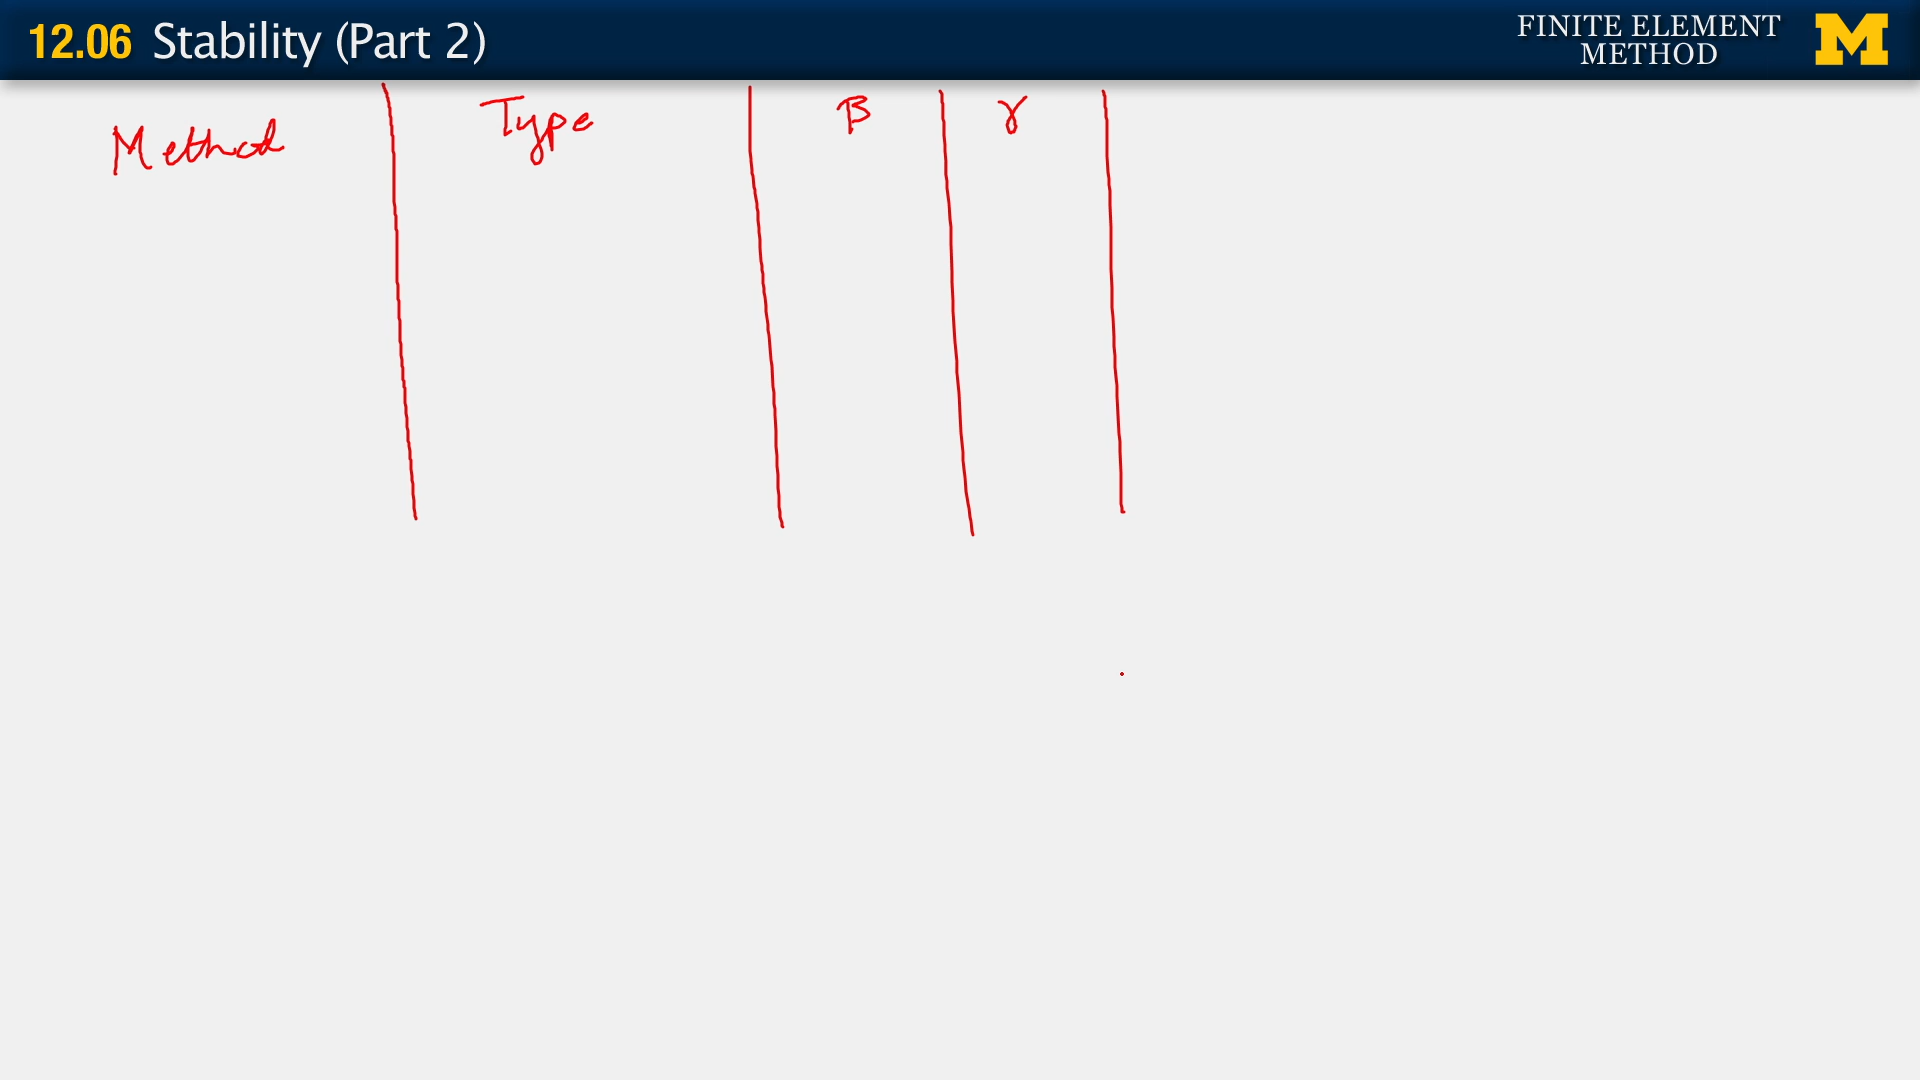 12.06 Stability (Part 2)
FINITE ELEMENT
METHOD
M
Method Type β γ